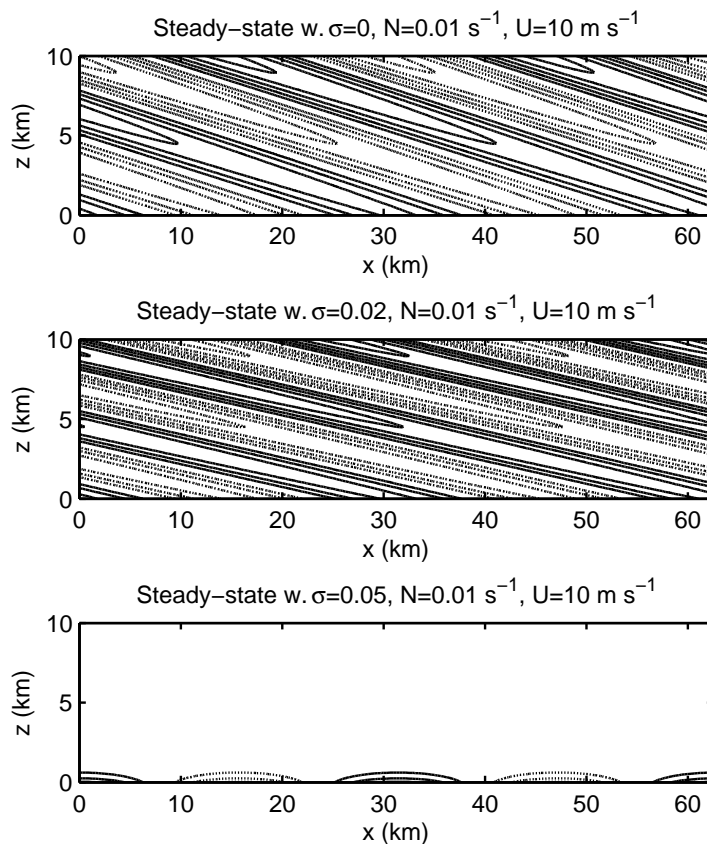 Steady−state w. σ=0, N=0.01 s⁻¹, U=10 m s⁻¹
10
5
0
z (km)
0 10 20 30 40 50 60
x (km)
Steady−state w. σ=0.02, N=0.01 s⁻¹, U=10 m s⁻¹
10
5
0
z (km)
0 10 20 30 40 50 60
x (km)
Steady−state w. σ=0.05, N=0.01 s⁻¹, U=10 m s⁻¹
10
5
0
z (km)
0 10 20 30 40 50 60
x (km)